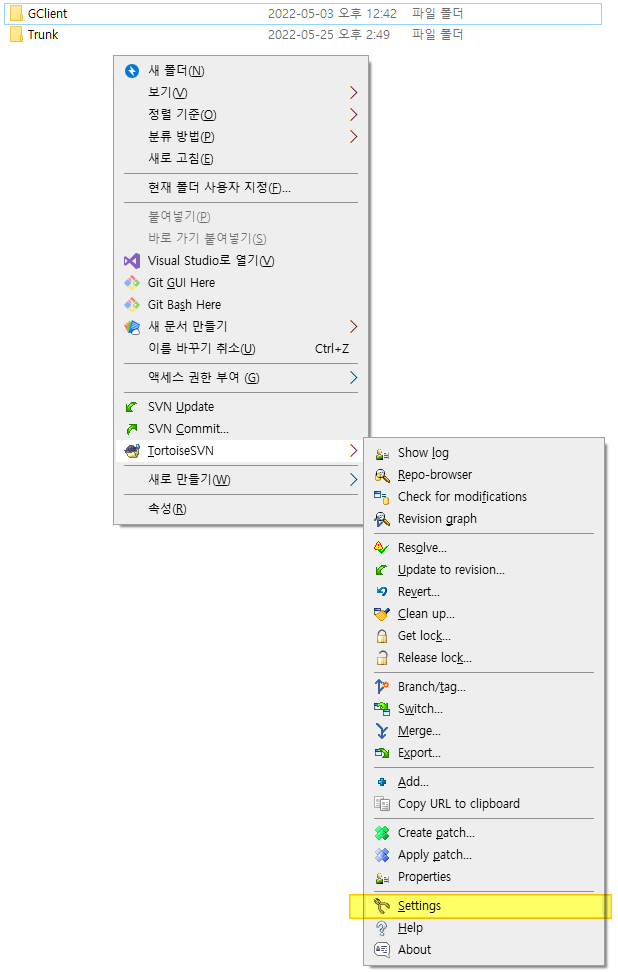 GClient 2022-05-03 오후 12:42 파일 폴더
Trunk 2022-05-25 오후 2:49 파일 폴더
새 폴더(N)
보기(V)
정렬 기준(O)
분류 방법(P)
새로 고침(E)
현재 폴더 사용자 지정(F)...
붙여넣기(P)
바로 가기 붙여넣기(S)
Visual Studio로 열기(V)
Git GUI Here
Git Bash Here
새 문서 만들기
이름 바꾸기 취소(U) Ctrl+Z
액세스 권한 부여 (G)
SVN Update
SVN Commit...
TortoiseSVN
새로 만들기(W)
속성(R)
Show log
Repo-browser
Check for modifications
Revision graph
Resolve...
Update to revision...
Revert...
Clean up...
Get lock...
Release lock...
Branch/tag...
Switch...
Merge...
Export...
Add...
Copy URL to clipboard
Create patch...
Apply patch...
Properties
Settings
Help
About